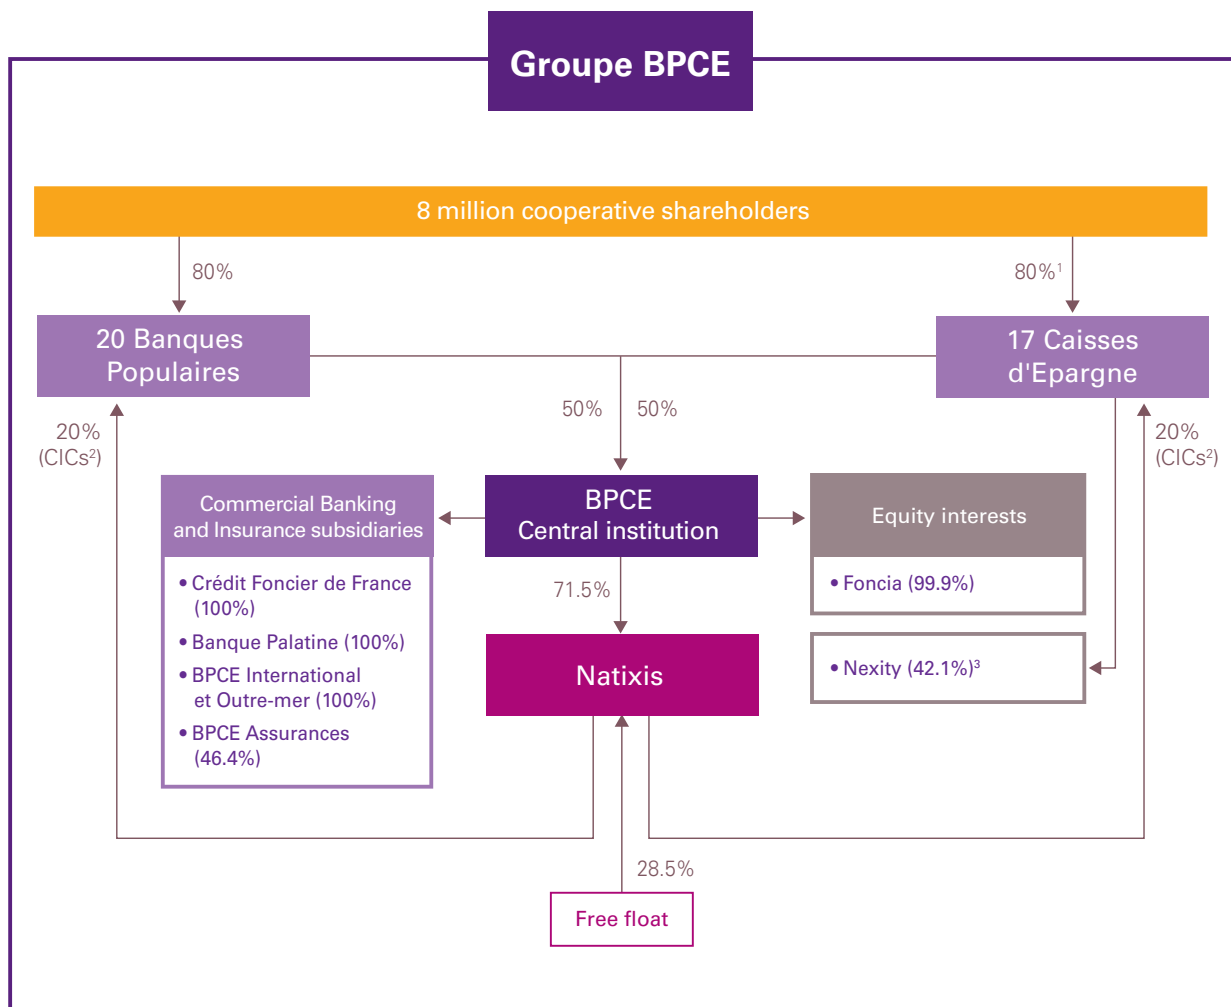 Groupe BPCE
8 million cooperative shareholders
80%
80%¹
20 Banques
Populaires
17 Caisses
d'Epargne
50%
50%
20%
(CICs²)
20%
(CICs²)
Commercial Banking
and Insurance subsidiaries
BPCE
Central institution
Equity interests
• Crédit Foncier de France
(100%)
• Banque Palatine (100%)
• BPCE International
et Outre-mer (100%)
• BPCE Assurances
(46.4%)
71.5%
• Foncia (99.9%)
Natixis
• Nexity (42.1%)³
28.5%
Free float